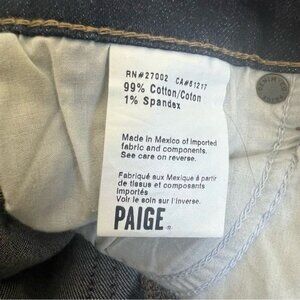 RN#27002 CA#51217
99% Cotton/Coton
1% Spandex
Made in Mexico of imported
fabric and components.
See care on reverse.
Fabriqué aux Mexique à partir
de tissus et composants
importés
Voir le soin sur l'inverse.
PAIGE